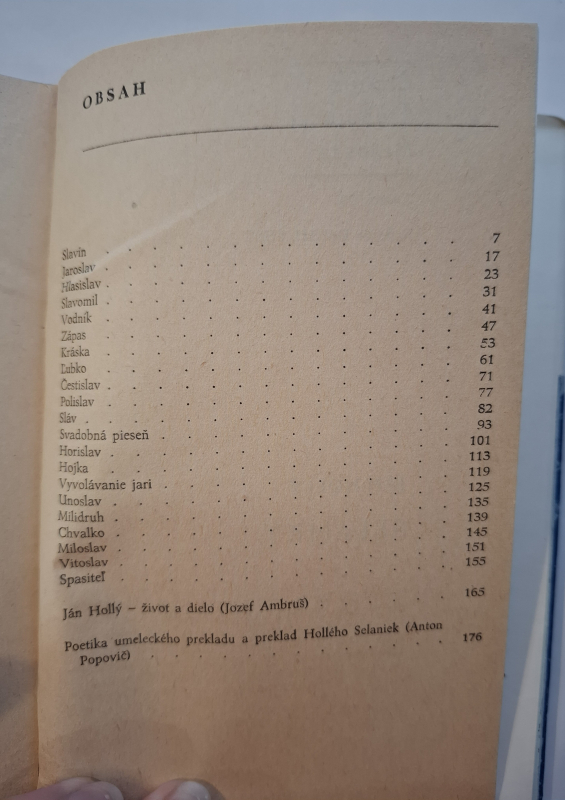 OBSAH
Slavín . . . . . . . . . . . . . . 7
Jaroslav . . . . . . . . . . . . . . 17
Hlasislav . . . . . . . . . . . . . . 23
Slavomil . . . . . . . . . . . . . . 31
Vodník . . . . . . . . . . . . . . 41
Zápas . . . . . . . . . . . . . . 47
Kráska . . . . . . . . . . . . . . 53
Ľubko . . . . . . . . . . . . . . 61
Čestislav . . . . . . . . . . . . . . 71
Polislav . . . . . . . . . . . . . . 77
Sláv . . . . . . . . . . . . . . 82
Svadobná pieseň . . . . . . . . . . . . 93
Horislav . . . . . . . . . . . . . . 101
Hojka . . . . . . . . . . . . . . 113
Vyvolávanie jari . . . . . . . . . . . . 119
Unoslav . . . . . . . . . . . . . . 125
Milidruh . . . . . . . . . . . . . . 135
Chvalko . . . . . . . . . . . . . . 139
Miloslav . . . . . . . . . . . . . . 145
Vitoslav . . . . . . . . . . . . . . 151
Spasiteľ . . . . . . . . . . . . . . 155
Ján Hollý – život a dielo (Jozef Ambruš) . . . . . . 165
Poetika umeleckého prekladu a preklad Hollého Selaniek (Anton
Popovič) . . . . . . . . . . . . 176